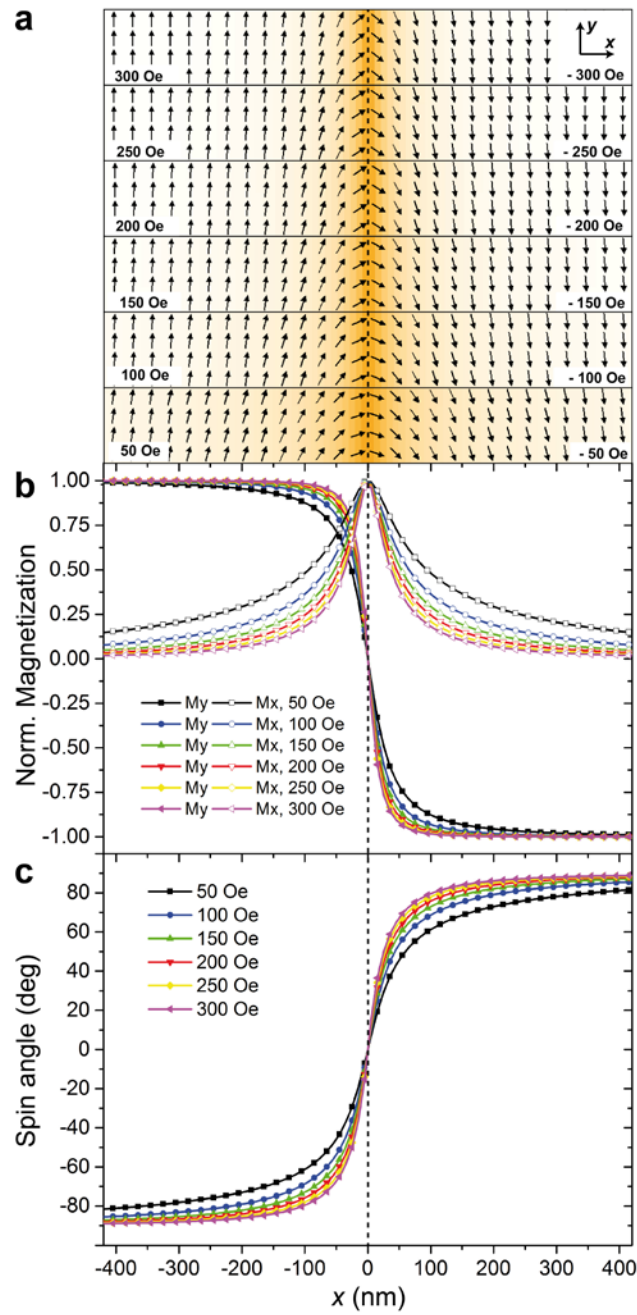 a
y
x
300 Oe
- 300 Oe
250 Oe
- 250 Oe
200 Oe
- 200 Oe
150 Oe
- 150 Oe
100 Oe
- 100 Oe
50 Oe
- 50 Oe
b
Norm. Magnetization
1.00
0.75
0.50
0.25
0.00
-0.25
-0.50
-0.75
-1.00
My Mx, 50 Oe
My Mx, 100 Oe
My Mx, 150 Oe
My Mx, 200 Oe
My Mx, 250 Oe
My Mx, 300 Oe
c
Spin angle (deg)
80
60
40
20
0
-20
-40
-60
-80
50 Oe
100 Oe
150 Oe
200 Oe
250 Oe
300 Oe
-400 -300 -200 -100 0 100 200 300 400
x (nm)